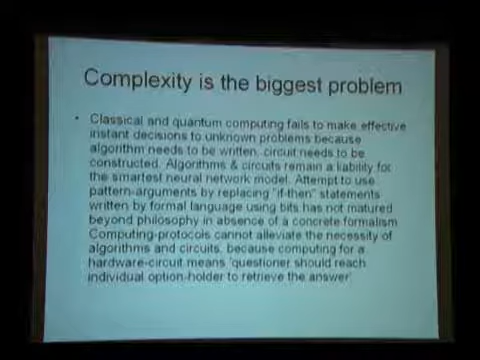 Complexity is the biggest problem
• Classical and quantum computing fails to make effective
instant decisions to unknown problems because
algorithm needs to be written, circuit needs to be
constructed. Algorithms & circuits remain a liability for
the smartest neural network model. Attempt to use
pattern-arguments by replacing "if-then" statements
written by formal language using bits has not matured
beyond philosophy in absence of a concrete formalism
Computing-protocols cannot alleviate the necessity of
algorithms and circuits, because computing for a
hardware-circuit means 'questioner should reach
individual option-holder to retrieve the answer'